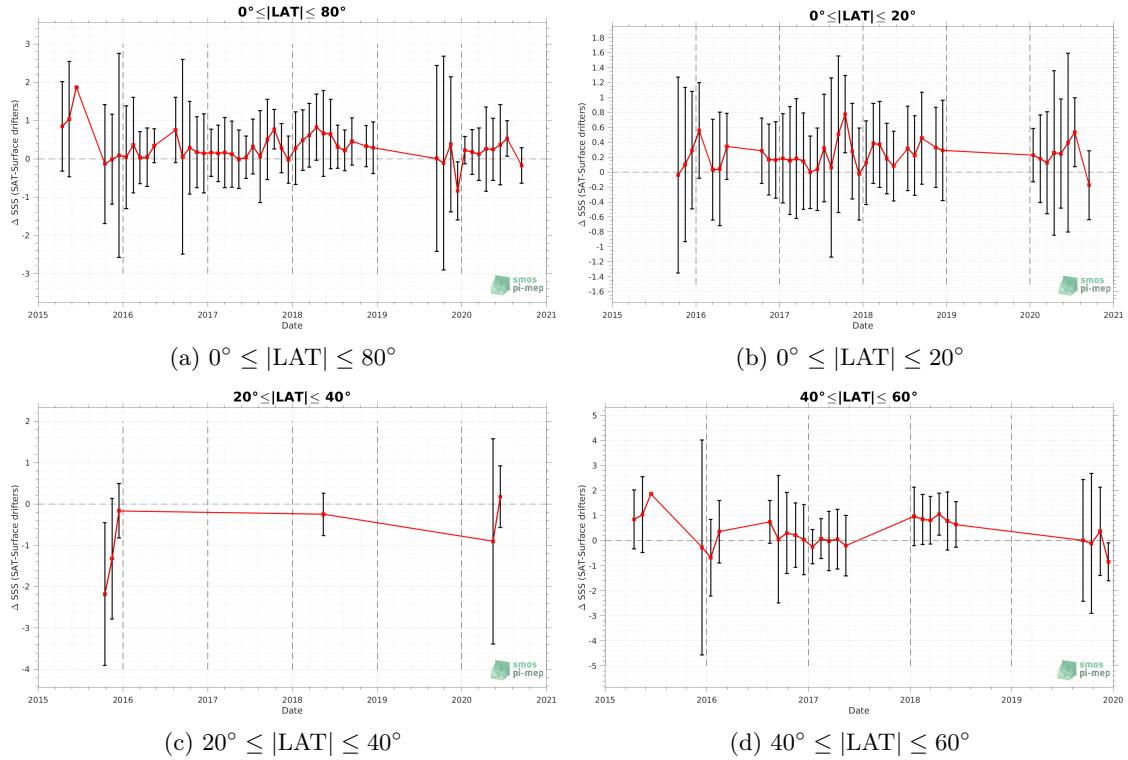 0°≤|LAT|≤ 80°
Δ SSS (SAT-Surface drifters)
3
2
1
0
-1
-2
-3
smos
pi-mep
2015 2016 2017 2018 2019 2020 2021
Date
(a) 0° ≤ |LAT| ≤ 80°
0°≤|LAT|≤ 20°
Δ SSS (SAT-Surface drifters)
1.8
1.6
1.4
1.2
1
0.8
0.6
0.4
0.2
0
-0.2
-0.4
-0.6
-0.8
-1
-1.2
-1.4
-1.6
smos
pi-mep
2015 2016 2017 2018 2019 2020 2021
Date
(b) 0° ≤ |LAT| ≤ 20°
20°≤|LAT|≤ 40°
Δ SSS (SAT-Surface drifters)
2
1
0
-1
-2
-3
-4
smos
pi-mep
2015 2016 2017 2018 2019 2020 2021
Date
(c) 20° ≤ |LAT| ≤ 40°
40°≤|LAT|≤ 60°
Δ SSS (SAT-Surface drifters)
5
4
3
2
1
0
-1
-2
-3
-4
-5
smos
pi-mep
2015 2016 2017 2018 2019 2020
Date
(d) 40° ≤ |LAT| ≤ 60°